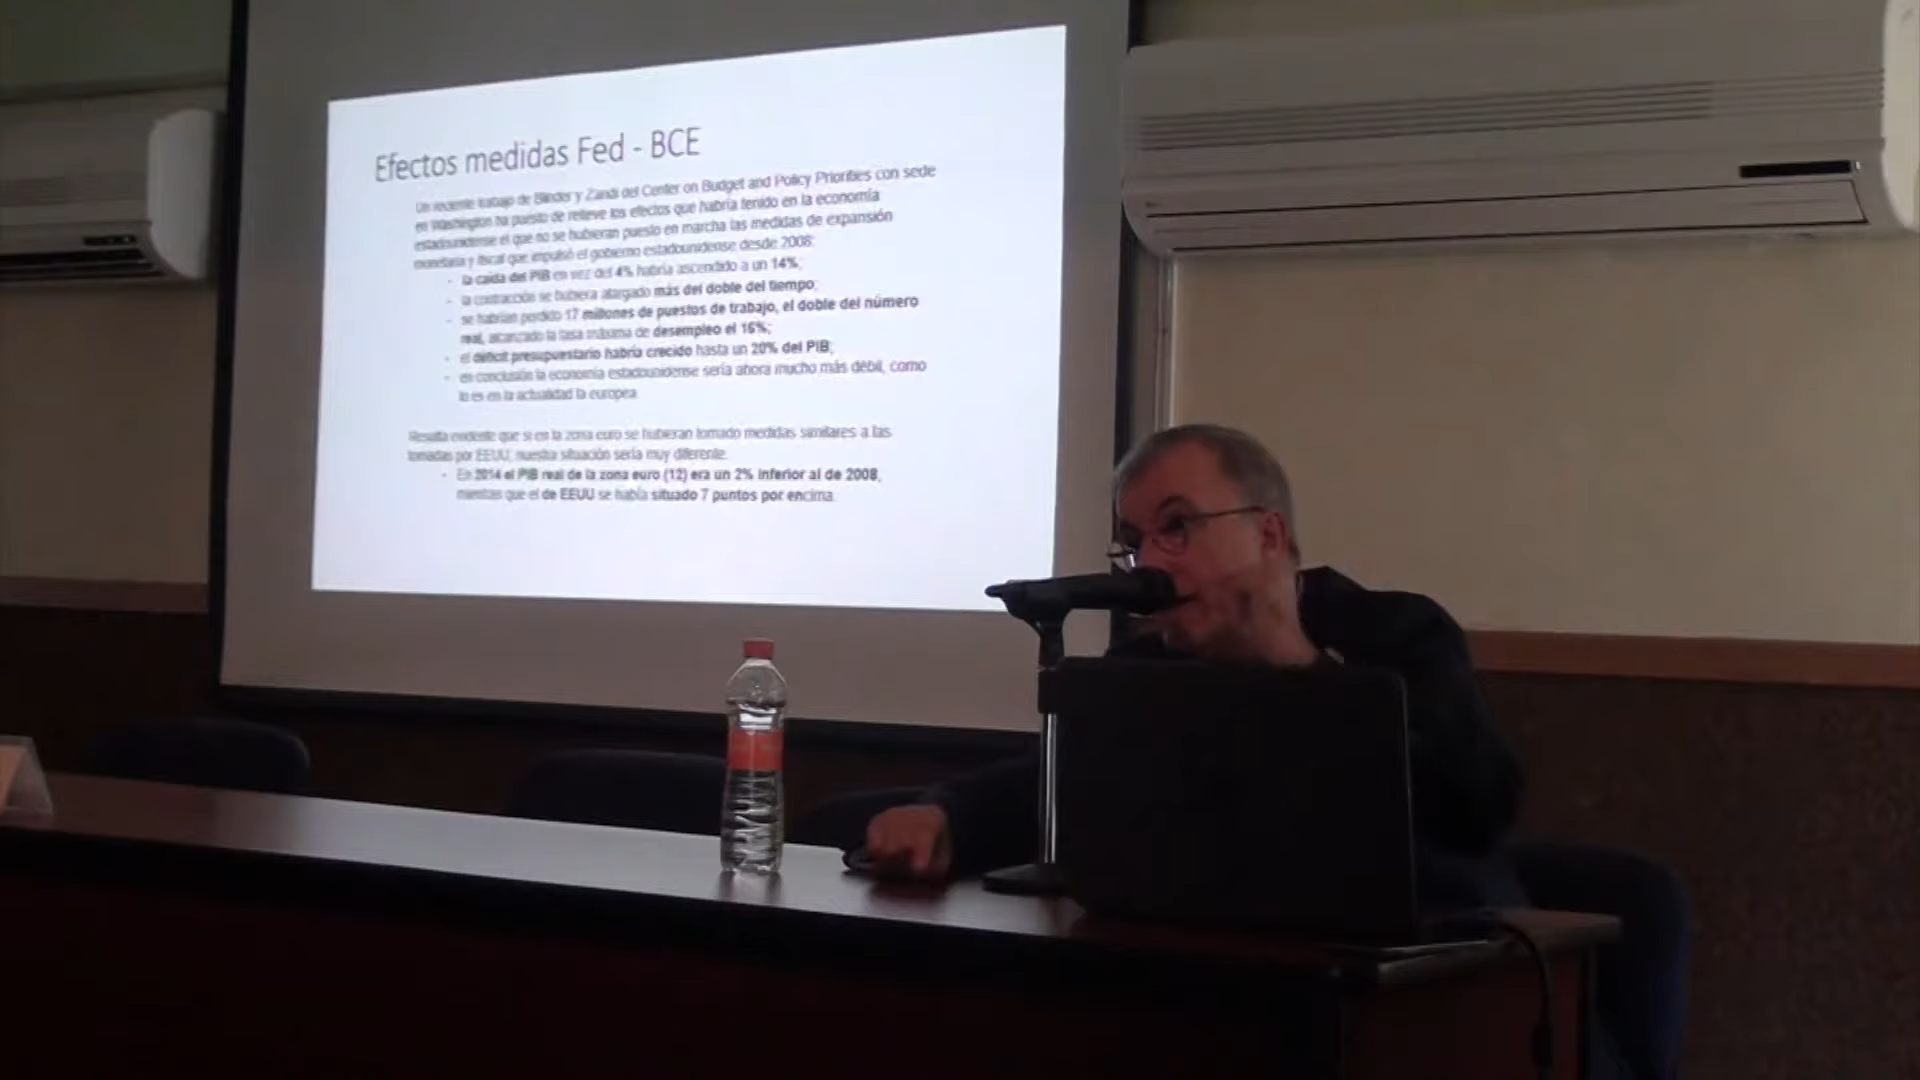 Efectos medidas Fed - BCE
Un reciente trabajo de Blinder y Zandi del Center on Budget and Policy Priorities con sede
en Washington ha puesto de relieve los efectos que habría tenido en la economía
estadounidense el que no se hubieran puesto en marcha las medidas de expansión
monetaria y fiscal que impulsó el gobierno estadounidense desde 2008:
- la caída del PIB en vez del 4% habría ascendido a un 14%;
- la contracción se hubiera alargado más del doble del tiempo;
- se habrían perdido 17 millones de puestos de trabajo, el doble del número
real, alcanzado la tasa máxima de desempleo el 16%;
- el déficit presupuestario habría crecido hasta un 20% del PIB;
- en conclusión la economía estadounidense sería ahora mucho más débil, como
lo es en la actualidad la europea.
Resulta evidente que si en la zona euro se hubieran tomado medidas similares a las
tomadas por EEUU, nuestra situación sería muy diferente.
- En 2014 el PIB real de la zona euro (12) era un 2% inferior al de 2008,
mientras que el de EEUU se había situado 7 puntos por encima.